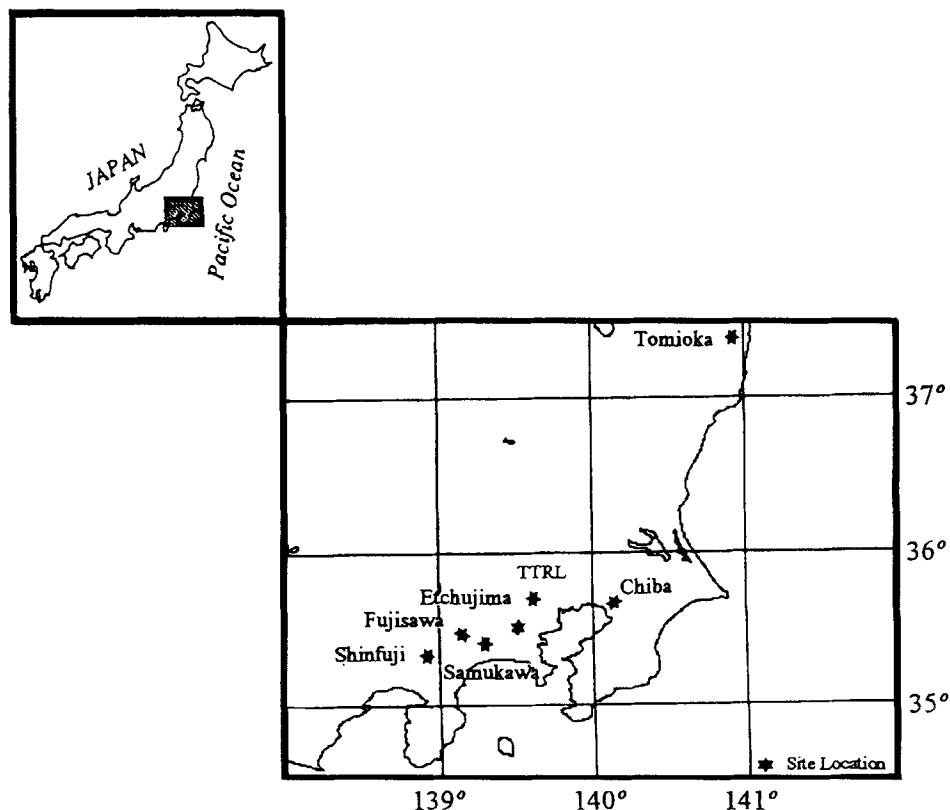 JAPAN
Pacific Ocean
Tomioka
37°
36°
TTRL
Etchujima
Chiba
Fujisawa
Shinfuji
Samukawa
35°
Site Location
139°
140°
141°